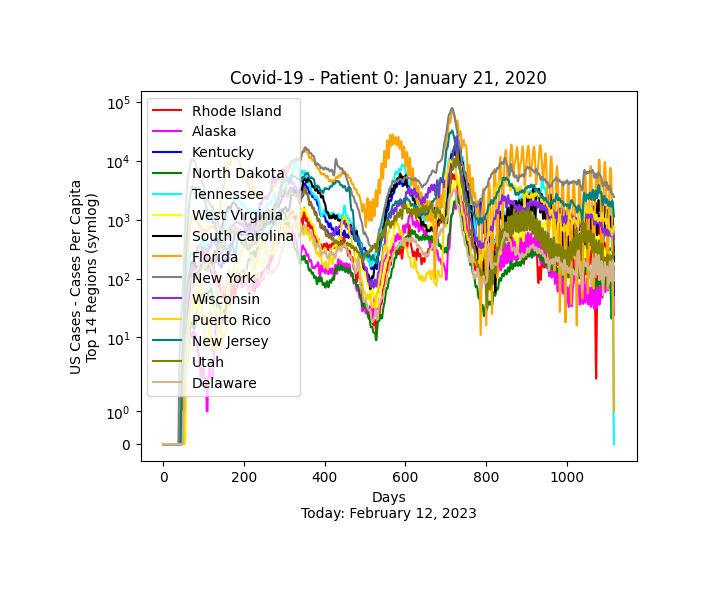 Covid-19 - Patient 0: January 21, 2020
US Cases - Cases Per Capita
Top 14 Regions (symlog)
10^5
10^4
10^3
10^2
10^1
10^0
0
Rhode Island
Alaska
Kentucky
North Dakota
Tennessee
West Virginia
South Carolina
Florida
New York
Wisconsin
Puerto Rico
New Jersey
Utah
Delaware
0 200 400 600 800 1000
Days
Today: February 12, 2023